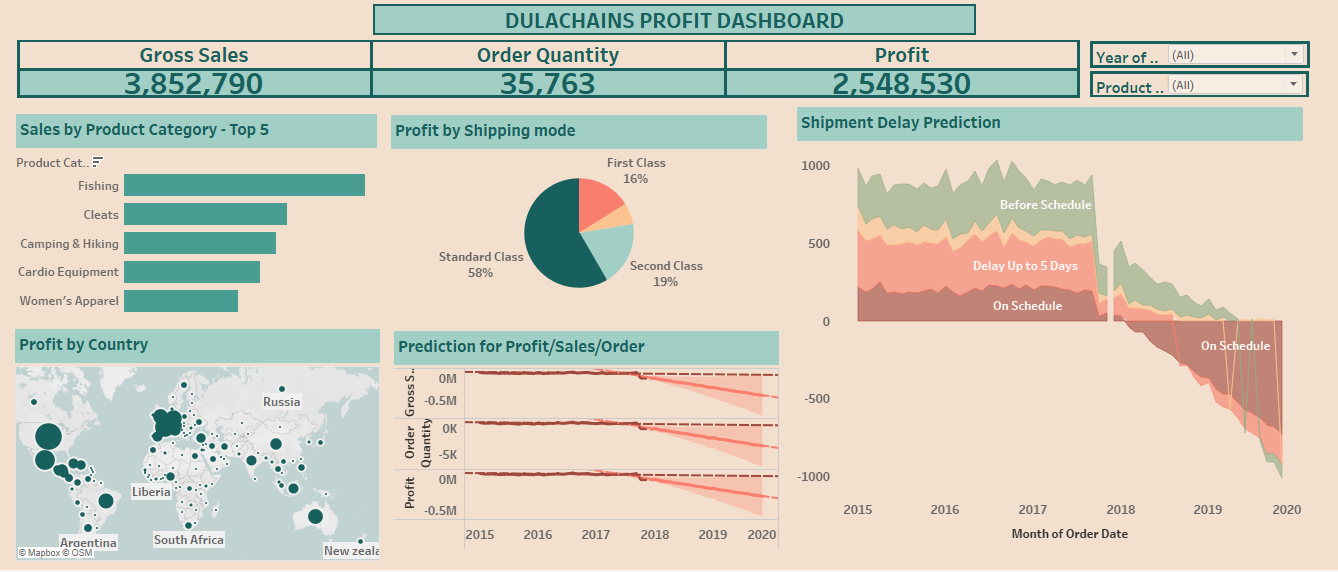 DULACHAINS PROFIT DASHBOARD
Gross Sales
Order Quantity
Profit
3,852,790
35,763
2,548,530
Year of ..
(All)
Product ..
(All)
Sales by Product Category - Top 5
Product Cat..
Fishing
Cleats
Camping & Hiking
Cardio Equipment
Women's Apparel
Profit by Shipping mode
First Class
16%
Standard Class
58%
Second Class
19%
Shipment Delay Prediction
1000
500
0
-500
-1000
Before Schedule
Delay Up to 5 Days
On Schedule
On Schedule
2015
2016
2017
2018
2019
2020
Month of Order Date
Profit by Country
Russia
Liberia
Argentina
South Africa
New zeala
© Mapbox © OSM
Prediction for Profit/Sales/Order
Gross S..
0M
-0.5M
Order
Quantity
0K
-5K
Profit
0M
-0.5M
2015
2016
2017
2018
2019
2020